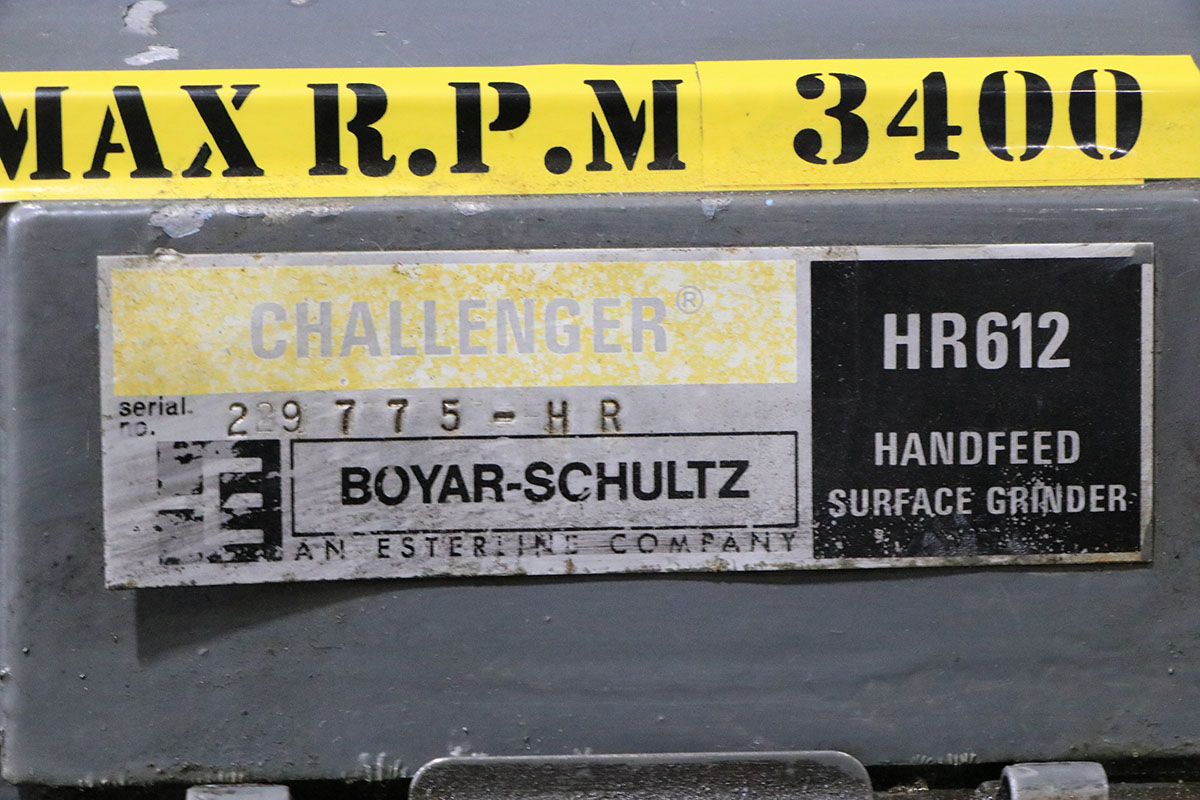 MAX R.P.M 3400
CHALLENGER®
serial no. 229775-HR
BOYAR-SCHULTZ
AN ESTERLINE COMPANY
HR612
HANDFEED
SURFACE GRINDER